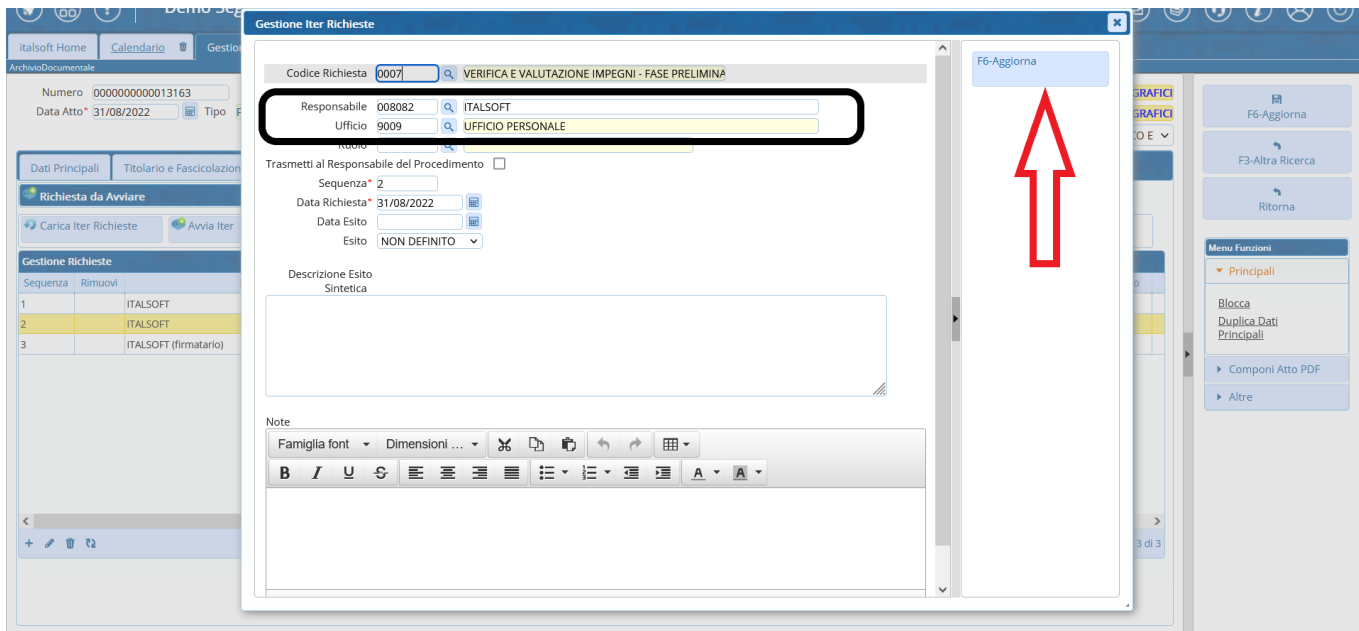 Demo Seg
italsoft Home
Calendario
Gestion
ArchivioDocumentale
Numero 0000000000013163
Data Atto* 31/08/2022 Tipo
Dati Principali
Titolario e Fascicolazion
Richiesta da Avviare
Carica Iter Richieste
Avvia Iter
Gestione Richieste
Sequenza Rimuovi
1 ITALSOFT
2 ITALSOFT
3 ITALSOFT (firmatario)
Gestione Iter Richieste
Codice Richiesta 0007 VERIFICA E VALUTAZIONE IMPEGNI - FASE PRELIMINA
Responsabile 008082 ITALSOFT
Ufficio 9009 UFFICIO PERSONALE
Ruolo
Trasmetti al Responsabile del Procedimento
Sequenza* 2
Data Richiesta* 31/08/2022
Data Esito
Esito NON DEFINITO
Descrizione Esito
Sintetica
Note
Famiglia font Dimensioni ...
B I U S A A
F6-Aggiorna
GRAFICI
GRAFICI
O E
3 di 3
F6-Aggiorna
F3-Altra Ricerca
Ritorna
Menu Funzioni
Principali
Blocca
Duplica Dati
Principali
Componi Atto PDF
Altre